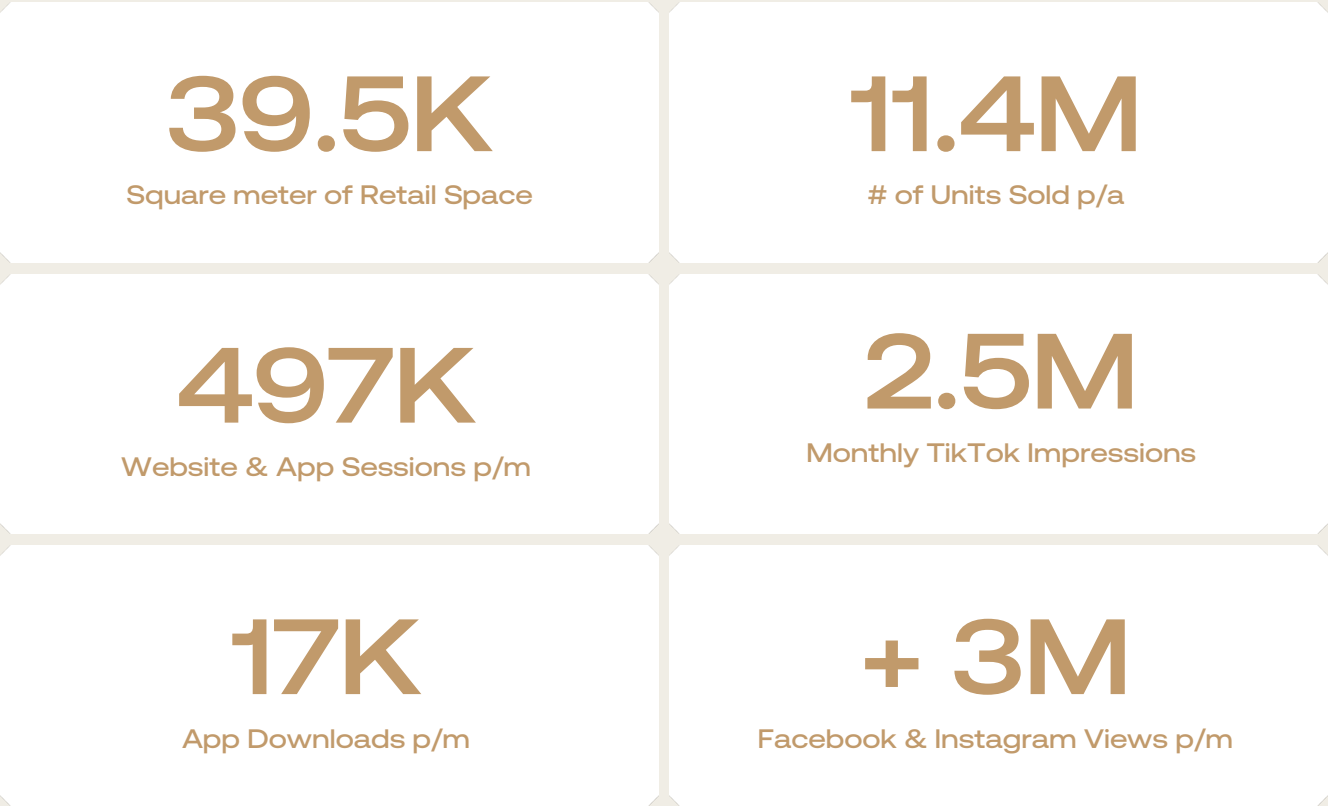 39.5K
Square meter of Retail Space
11.4M
# of Units Sold p/a
497K
Website & App Sessions p/m
2.5M
Monthly TikTok Impressions
17K
App Downloads p/m
+ 3M
Facebook & Instagram Views p/m